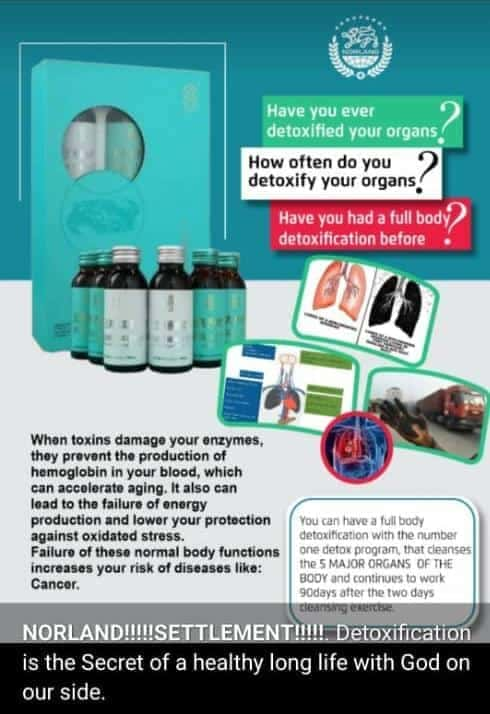 NORLAND
Have you ever
detoxified your organs?
How often do you
detoxify your organs?
Have you had a full body
detoxification before?
When toxins damage your enzymes,
they prevent the production of
hemoglobin in your blood, which
can accelerate aging. It also can
lead to the failure of energy
production and lower your protection
against oxidated stress.
Failure of these normal body functions
increases your risk of diseases like:
Cancer.
You can have a full body
detoxification with the number
one detox program, that cleanses
the 5 MAJOR ORGANS OF THE
BODY and continues to work
90days after the two days
cleansing exercise.
NORLAND!!!!!SETTLEMENT!!!!!. Detoxification
is the Secret of a healthy long life with God on
our side.